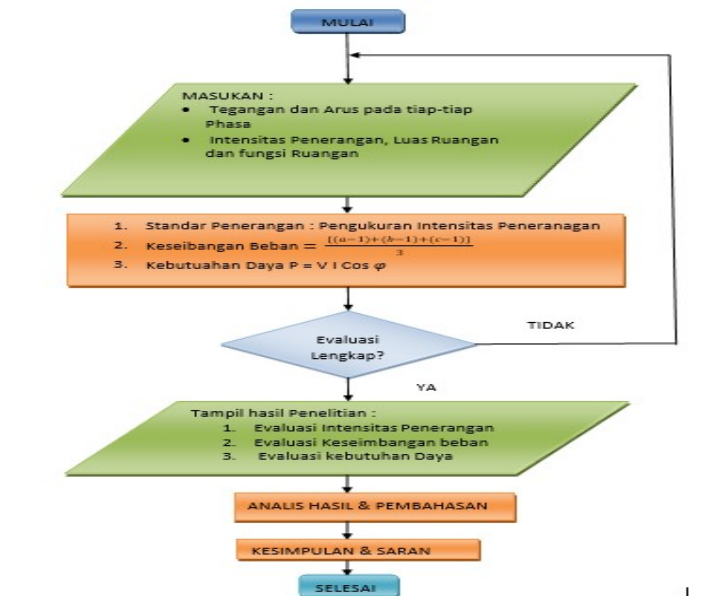 MULAI
MASUKAN :
• Tegangan dan Arus pada tiap-tiap
Phasa
• Intensitas Penerangan, Luas Ruangan
dan fungsi Ruangan
1. Standar Penerangan : Pengukuran Intensitas Peneranagan
2. Keseibangan Beban = [(a−1)+(b−1)+(c−1)] / 3
3. Kebutuahan Daya P = V I Cos φ
TIDAK
Evaluasi
Lengkap?
YA
Tampil hasil Penelitian :
1. Evaluasi Intensitas Penerangan
2. Evaluasi Keseimbangan beban
3. Evaluasi kebutuhan Daya
ANALIS HASIL & PEMBAHASAN
KESIMPULAN & SARAN
SELESAI